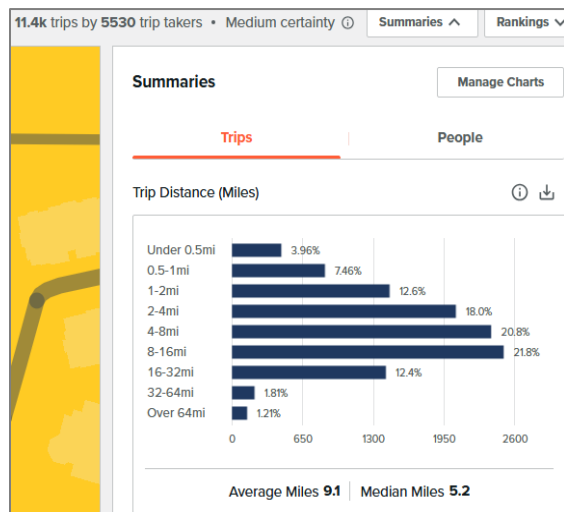 11.4k trips by 5530 trip takers • Medium certainty
Summaries
Rankings
Summaries
Manage Charts
Trips
People
Trip Distance (Miles)
Under 0.5mi 3.96%
0.5-1mi 7.46%
1-2mi 12.6%
2-4mi 18.0%
4-8mi 20.8%
8-16mi 21.8%
16-32mi 12.4%
32-64mi 1.81%
Over 64mi 1.21%
0 650 1300 1950 2600
Average Miles 9.1 Median Miles 5.2